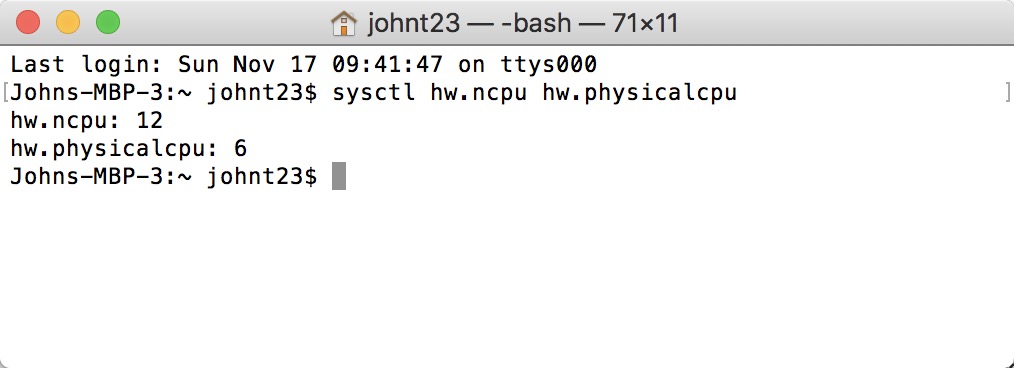 johnt23 — -bash — 71×11
Last login: Sun Nov 17 09:41:47 on ttys000
[Johns-MBP-3:~ johnt23$ sysctl hw.ncpu hw.physicalcpu ]
hw.ncpu: 12
hw.physicalcpu: 6
Johns-MBP-3:~ johnt23$